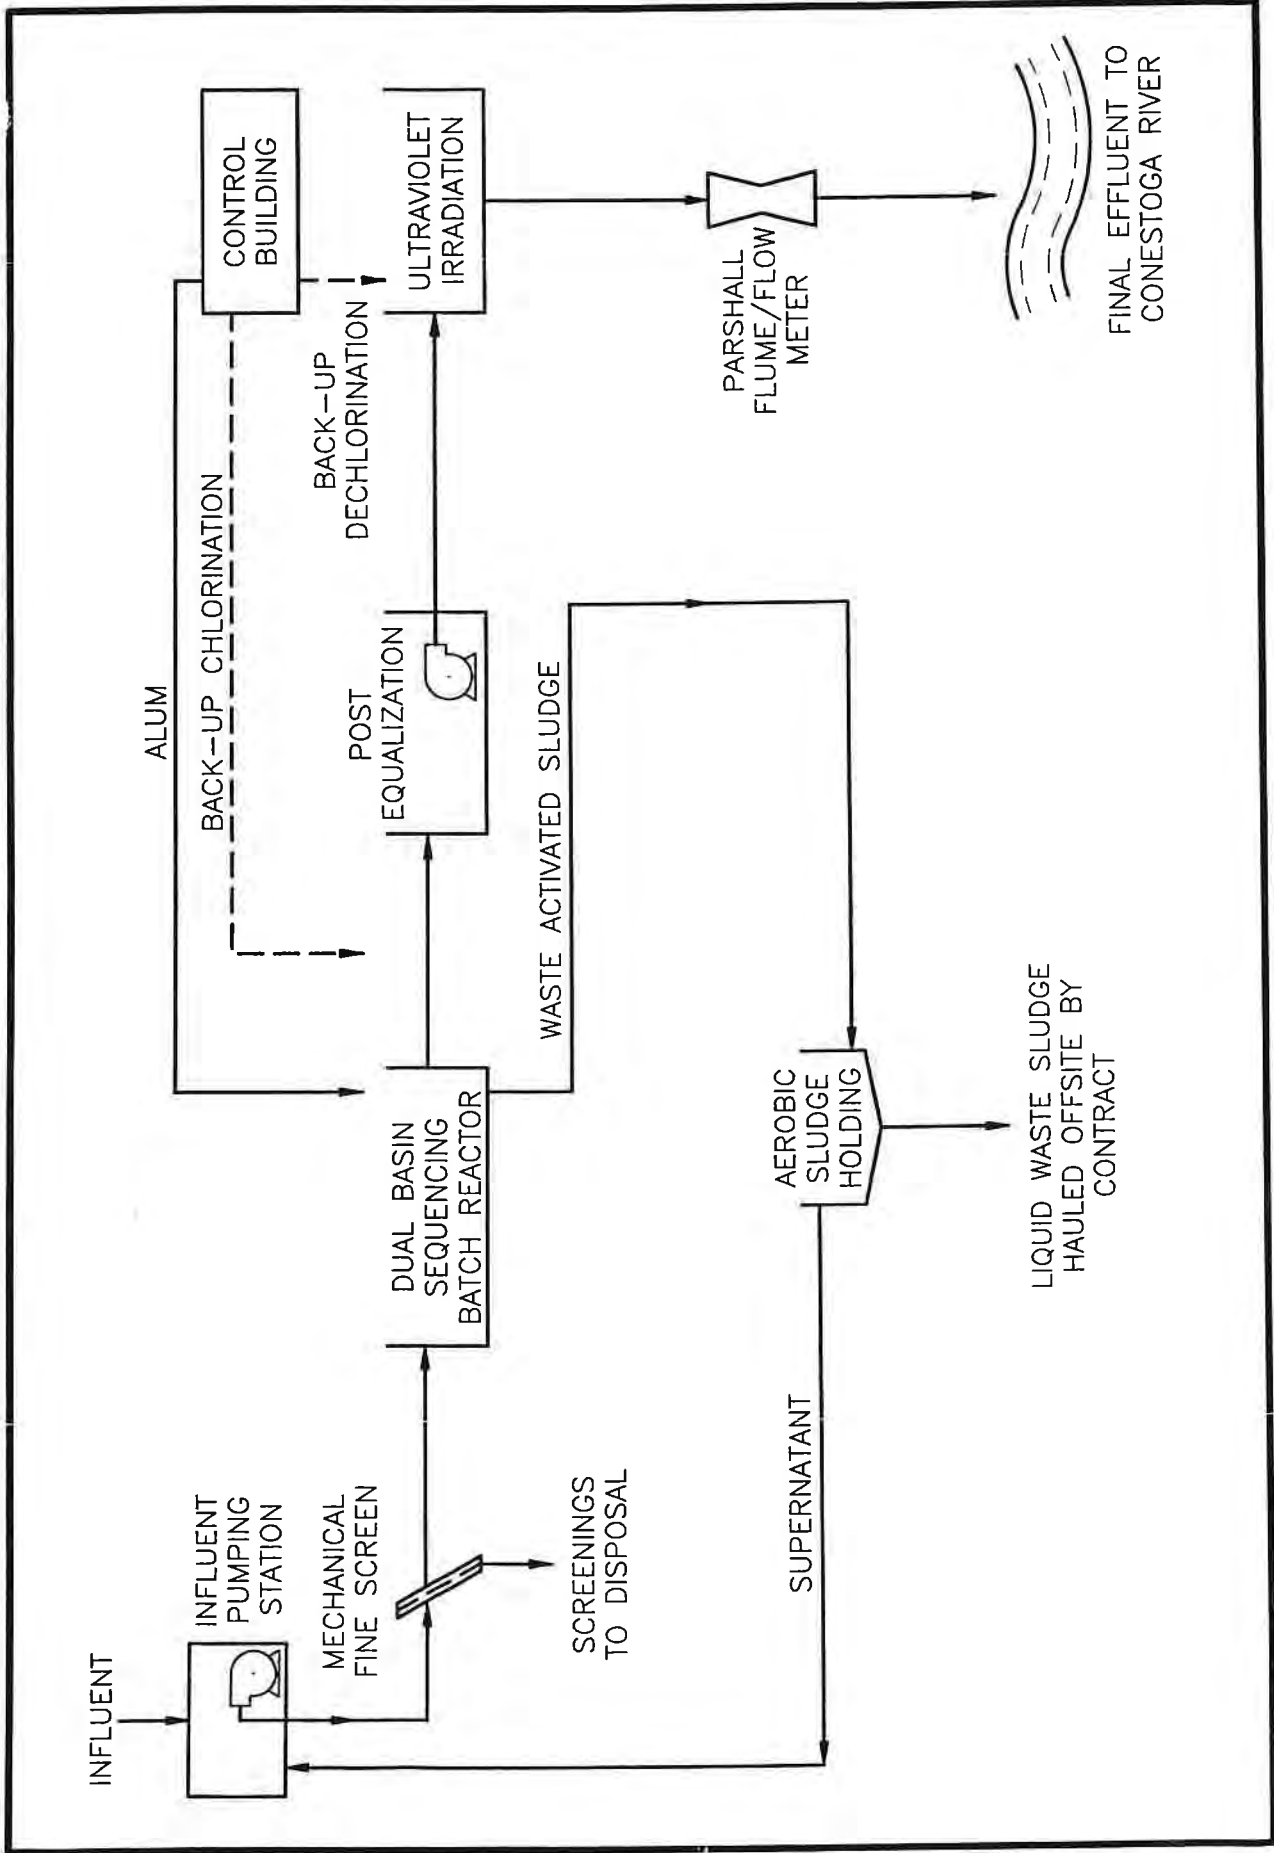 INFLUENT
INFLUENT
PUMPING
STATION
MECHANICAL
FINE SCREEN
SCREENINGS
TO DISPOSAL
ALUM
BACK-UP CHLORINATION
CONTROL
BUILDING
BACK-UP
DECHLORINATION
DUAL BASIN
SEQUENCING
BATCH REACTOR
POST
EQUALIZATION
ULTRAVIOLET
IRRADIATION
WASTE ACTIVATED SLUDGE
PARSHALL
FLUME/FLOW
METER
SUPERNATANT
AEROBIC
SLUDGE
HOLDING
LIQUID WASTE SLUDGE
HAULED OFFSITE BY
CONTRACT
FINAL EFFLUENT TO
CONESTOGA RIVER